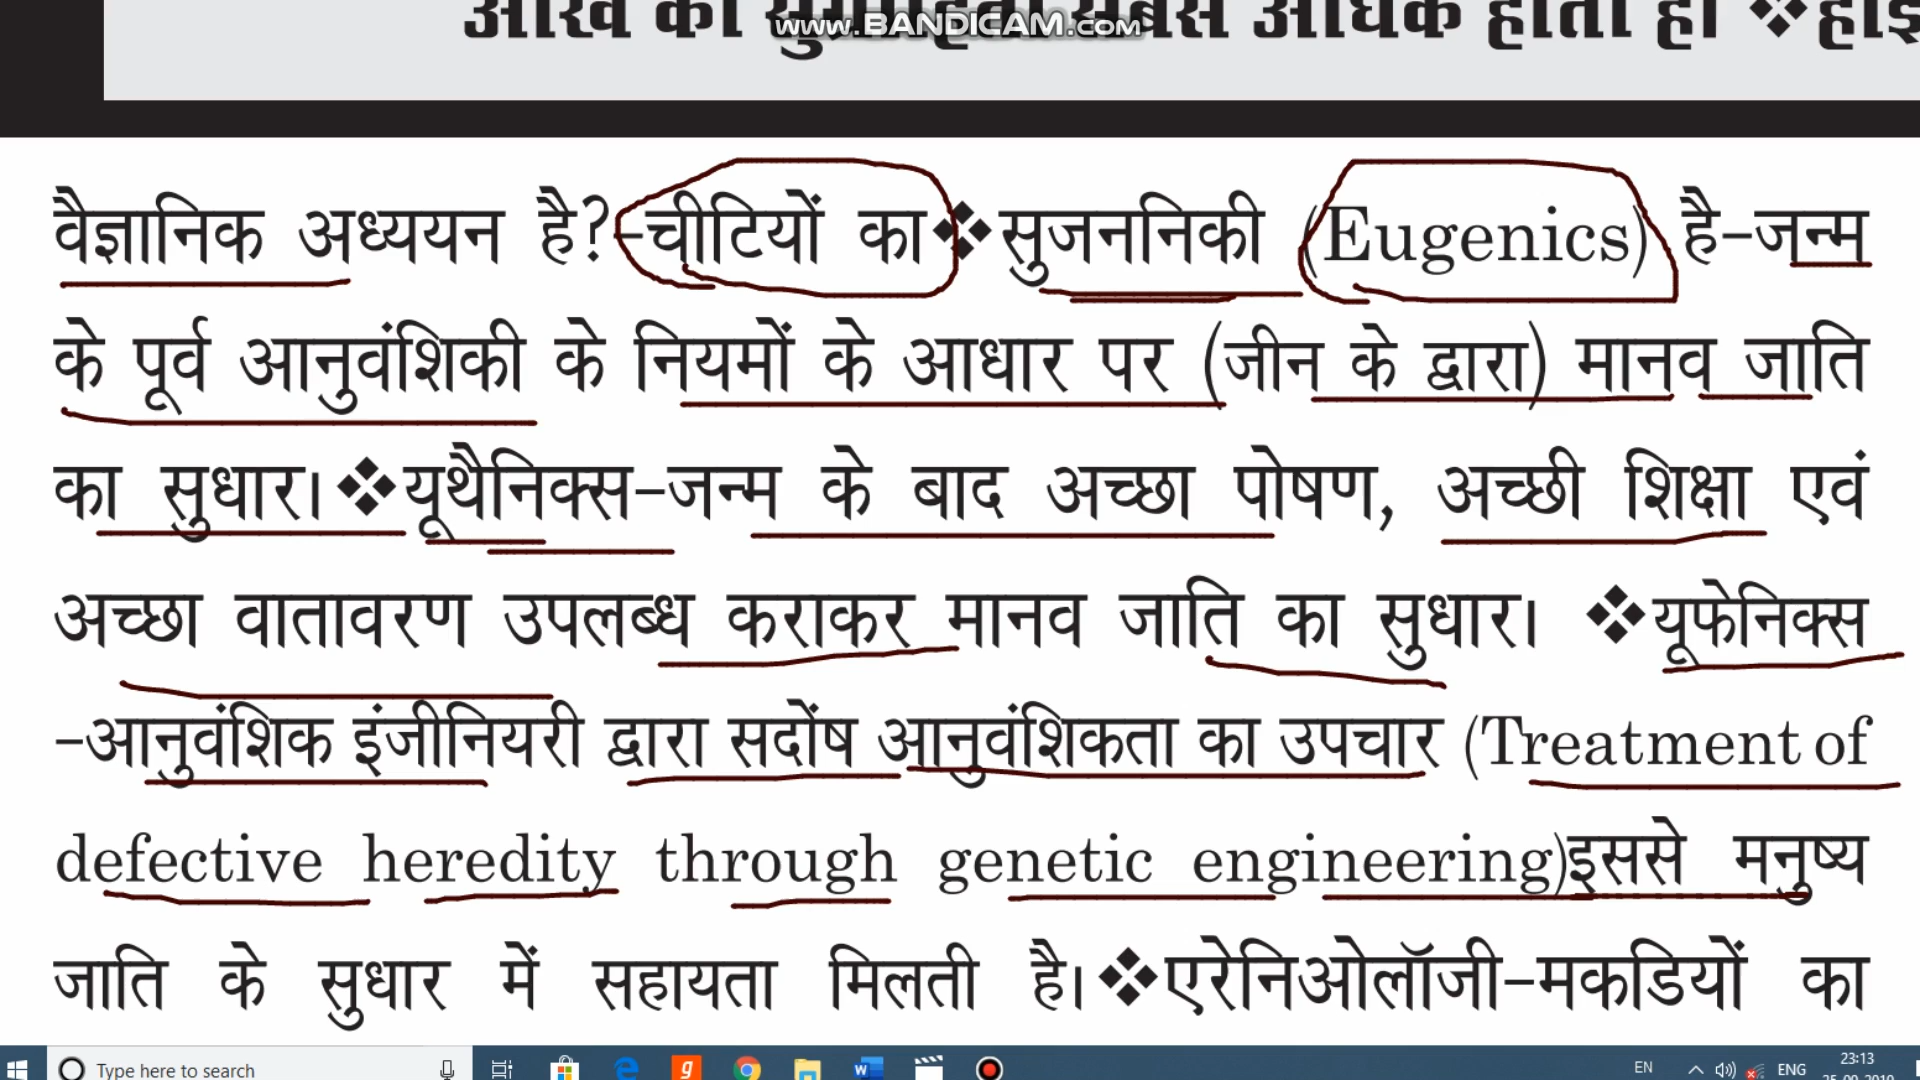 www.BANDICAM.com
वैज्ञानिक अध्ययन है?-चीटियों का❖सुजननिकी (Eugenics) है-जन्म
के पूर्व आनुवंशिकी के नियमों के आधार पर (जीन के द्वारा) मानव जाति
का सुधार।❖यूथैनिक्स-जन्म के बाद अच्छा पोषण, अच्छी शिक्षा एवं
अच्छा वातावरण उपलब्ध कराकर मानव जाति का सुधार। ❖यूफेनिक्स
-आनुवंशिक इंजीनियरी द्वारा सदोंष आनुवंशिकता का उपचार (Treatment of
defective heredity through genetic engineering)इससे मनुष्य
जाति के सुधार में सहायता मिलती है।❖एरेनिओलॉजी-मकडियों का
Type here to search
EN ENG 23:13